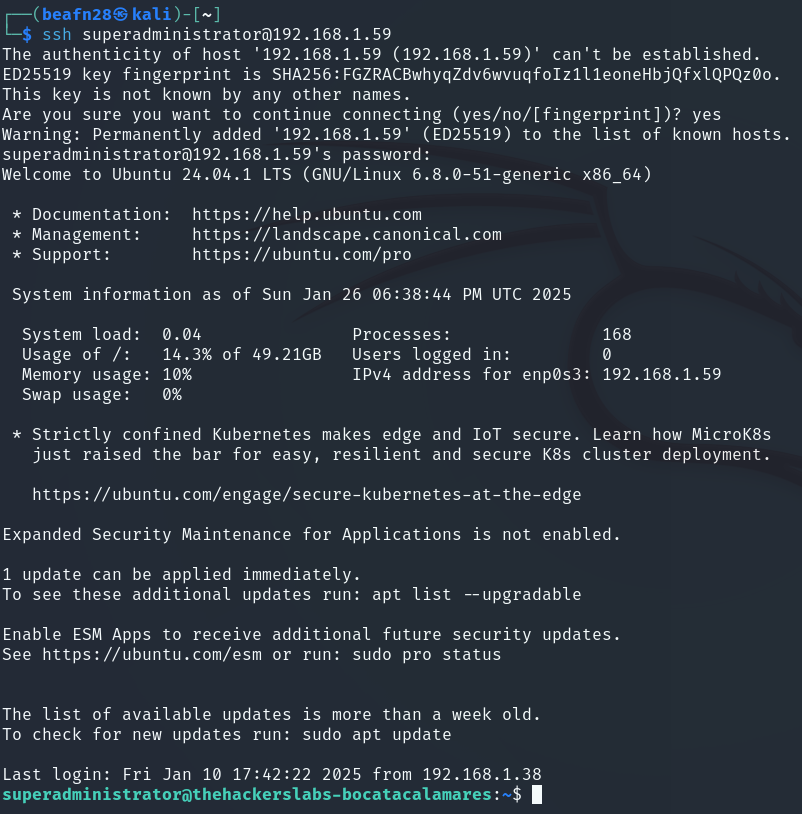 ┌──(beafn28㉿kali)-[~]
└─$ ssh superadministrator@192.168.1.59
The authenticity of host '192.168.1.59 (192.168.1.59)' can't be established.
ED25519 key fingerprint is SHA256:FGZRACBwhyqZdv6wvuqfoIz1l1eoneHbjQfxlQPQz0o.
This key is not known by any other names.
Are you sure you want to continue connecting (yes/no/[fingerprint])? yes
Warning: Permanently added '192.168.1.59' (ED25519) to the list of known hosts.
superadministrator@192.168.1.59's password:
Welcome to Ubuntu 24.04.1 LTS (GNU/Linux 6.8.0-51-generic x86_64)

 * Documentation:  https://help.ubuntu.com
 * Management:     https://landscape.canonical.com
 * Support:        https://ubuntu.com/pro

 System information as of Sun Jan 26 06:38:44 PM UTC 2025

  System load:  0.04               Processes:               168
  Usage of /:   14.3% of 49.21GB   Users logged in:         0
  Memory usage: 10%                IPv4 address for enp0s3: 192.168.1.59
  Swap usage:   0%

 * Strictly confined Kubernetes makes edge and IoT secure. Learn how MicroK8s
   just raised the bar for easy, resilient and secure K8s cluster deployment.

   https://ubuntu.com/engage/secure-kubernetes-at-the-edge

Expanded Security Maintenance for Applications is not enabled.

1 update can be applied immediately.
To see these additional updates run: apt list --upgradable

Enable ESM Apps to receive additional future security updates.
See https://ubuntu.com/esm or run: sudo pro status


The list of available updates is more than a week old.
To check for new updates run: sudo apt update

Last login: Fri Jan 10 17:42:22 2025 from 192.168.1.38
superadministrator@thehackerslabs-bocatacalamares:~$